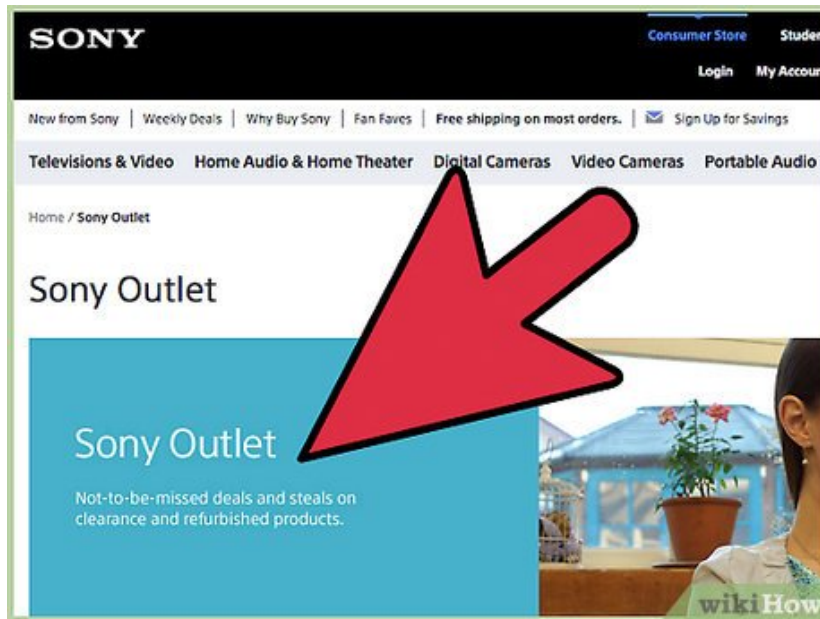 SONY
Consumer Store
Login
New from Sony | Weekly Deals | Why Buy Sony | Fan Faves | Free shipping on most orders. | Sign Up for Savings
Televisions & Video Home Audio & Home Theater Digital Cameras Video Cameras Portable Audio
Home / Sony Outlet
Sony Outlet
Sony Outlet
Not-to-be-missed deals and steals on
clearance and refurbished products.
wikiHow